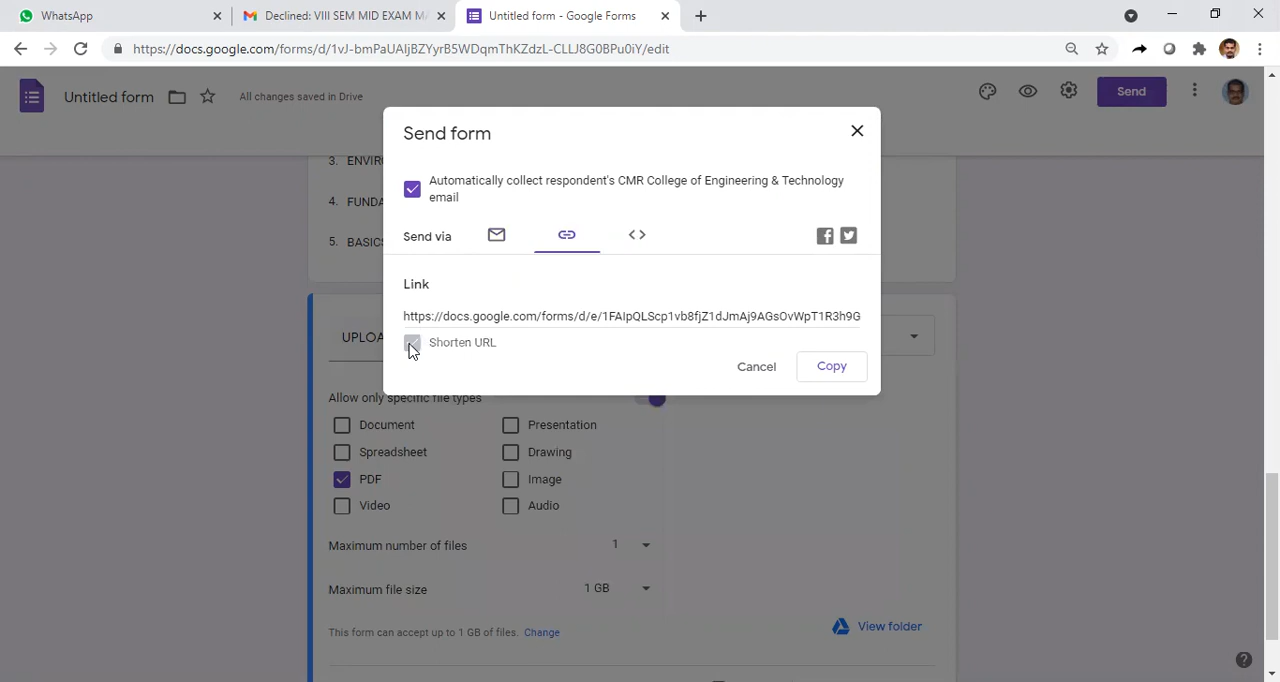 WhatsApp
Declined: VIII SEM MID EXAM MA
Untitled form - Google Forms
https://docs.google.com/forms/d/1vJ-bmPaUAIjBZYyrB5WDqmThKZdzL-CLLJ8G0BPu0iY/edit
Untitled form
All changes saved in Drive
Send
Send form
3. ENVIR
Automatically collect respondent's CMR College of Engineering & Technology
email
4. FUNDA
Send via
5. BASICS
Link
https://docs.google.com/forms/d/e/1FAIpQLScp1vb8fjZ1dJmAj9AGsOvWpT1R3h9G
UPLOA
Shorten URL
Cancel
Copy
Allow only specific file types
Document
Presentation
Spreadsheet
Drawing
PDF
Image
Video
Audio
Maximum number of files
1
Maximum file size
1 GB
This form can accept up to 1 GB of files. Change
View folder